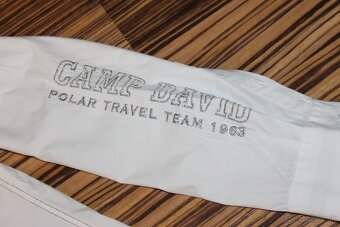 CAMP DAVID
POLAR TRAVEL TEAM 1963